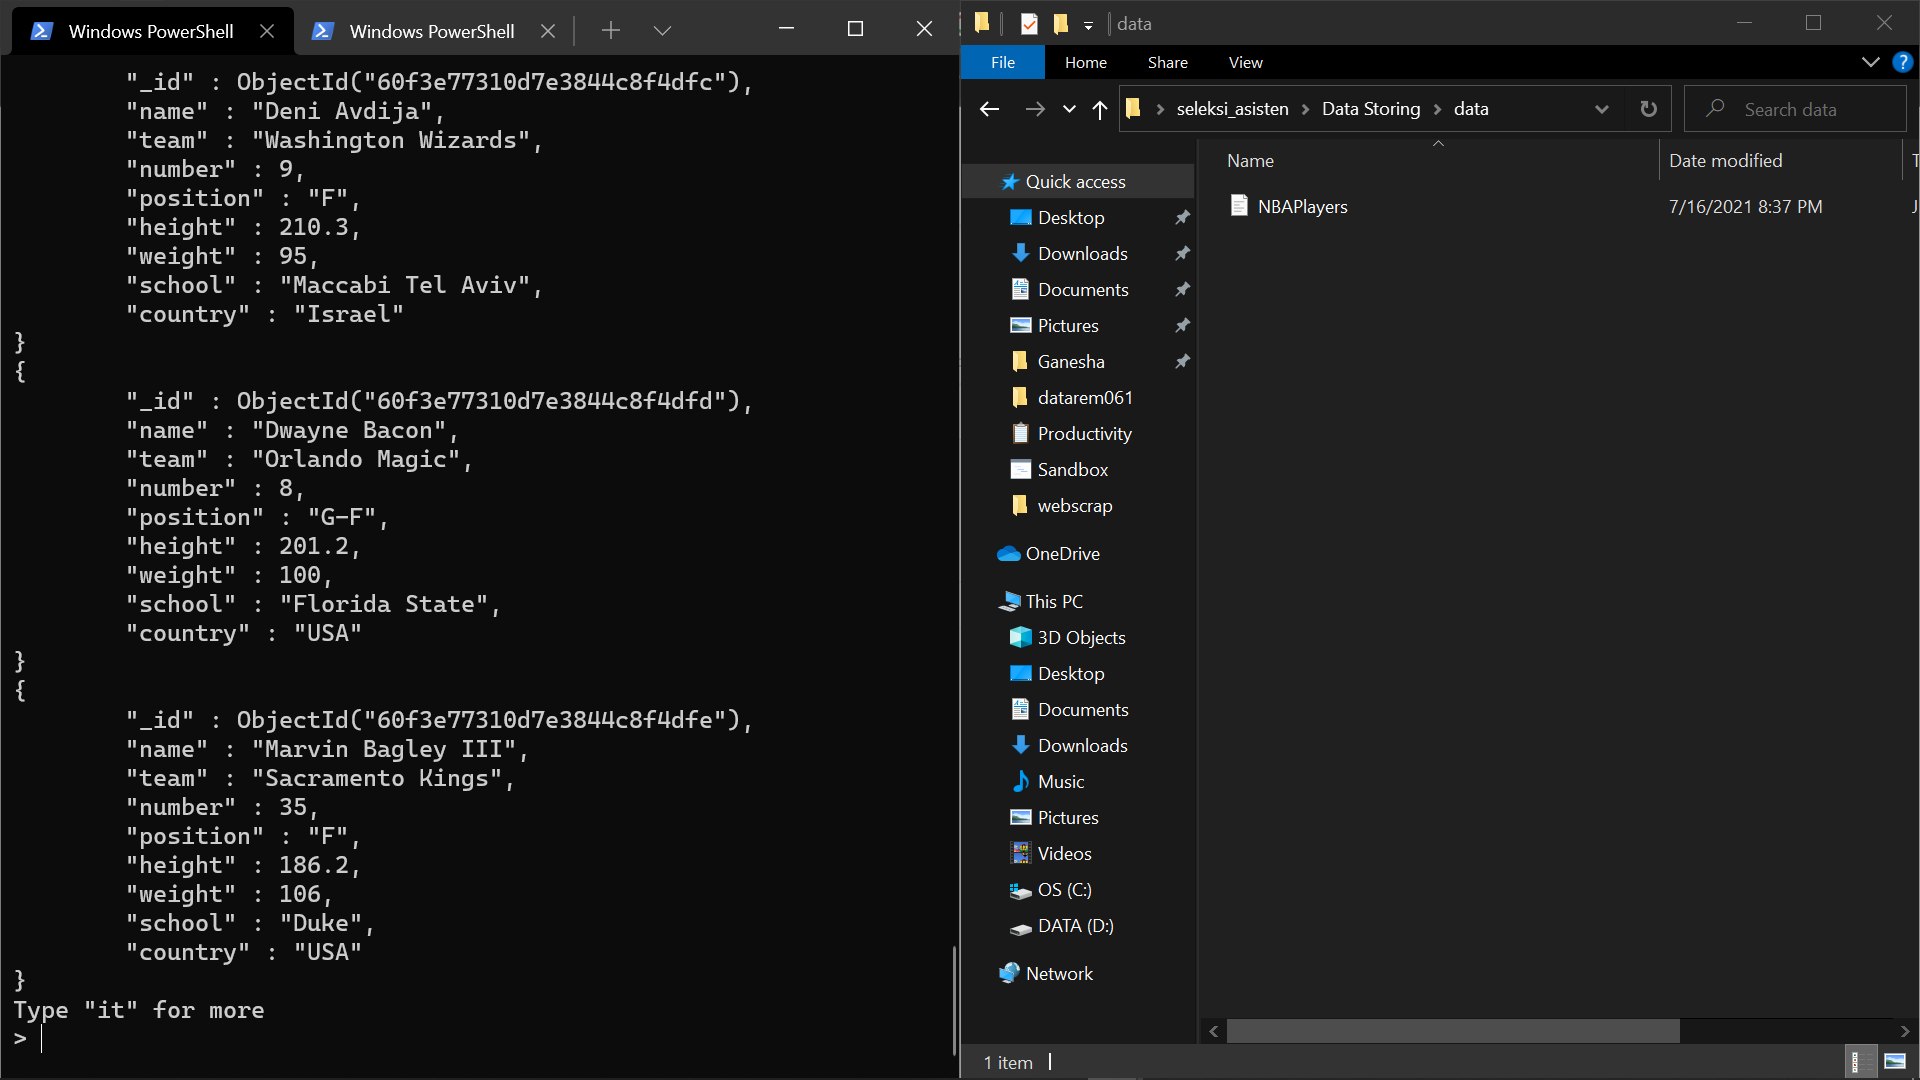 Windows PowerShell
Windows PowerShell
"_id" : ObjectId("60f3e77310d7e3844c8f4dfc"),
"name" : "Deni Avdija",
"team" : "Washington Wizards",
"number" : 9,
"position" : "F",
"height" : 210.3,
"weight" : 95,
"school" : "Maccabi Tel Aviv",
"country" : "Israel"
}
{
"_id" : ObjectId("60f3e77310d7e3844c8f4dfd"),
"name" : "Dwayne Bacon",
"team" : "Orlando Magic",
"number" : 8,
"position" : "G-F",
"height" : 201.2,
"weight" : 100,
"school" : "Florida State",
"country" : "USA"
}
{
"_id" : ObjectId("60f3e77310d7e3844c8f4dfe"),
"name" : "Marvin Bagley III",
"team" : "Sacramento Kings",
"number" : 35,
"position" : "F",
"height" : 186.2,
"weight" : 106,
"school" : "Duke",
"country" : "USA"
}
Type "it" for more
>
data
File Home Share View
seleksi_asisten > Data Storing > data
Search data
Name Date modified T
NBAPlayers 7/16/2021 8:37 PM J
Quick access
Desktop
Downloads
Documents
Pictures
Ganesha
datarem061
Productivity
Sandbox
webscrap
OneDrive
This PC
3D Objects
Desktop
Documents
Downloads
Music
Pictures
Videos
OS (C:)
DATA (D:)
Network
1 item